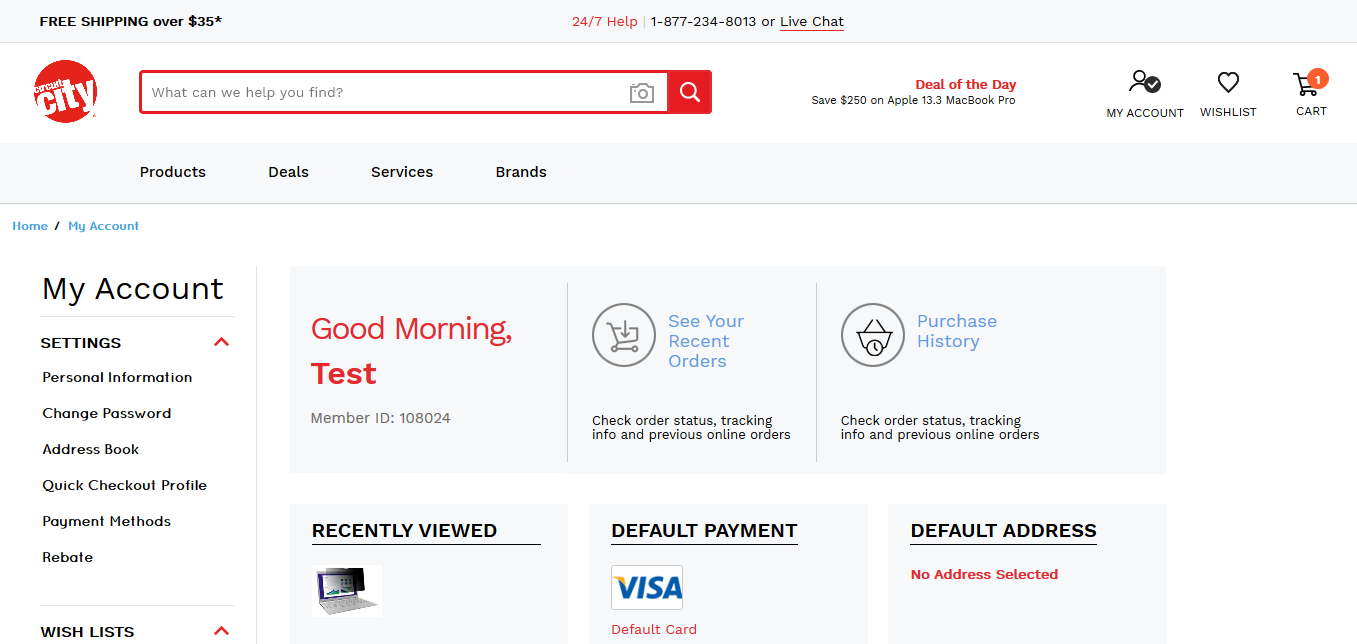 FREE SHIPPING over $35*
24/7 Help | 1-877-234-8013 or Live Chat
circuit
city
What can we help you find?
Deal of the Day
Save $250 on Apple 13.3 MacBook Pro
MY ACCOUNT
WISHLIST
1
CART
Products
Deals
Services
Brands
Home / My Account
My Account
SETTINGS
Personal Information
Change Password
Address Book
Quick Checkout Profile
Payment Methods
Rebate
WISH LISTS
Good Morning,
Test
Member ID: 108024
See Your
Recent
Orders
Check order status, tracking
info and previous online orders
Purchase
History
Check order status, tracking
info and previous online orders
RECENTLY VIEWED
DEFAULT PAYMENT
VISA
Default Card
DEFAULT ADDRESS
No Address Selected